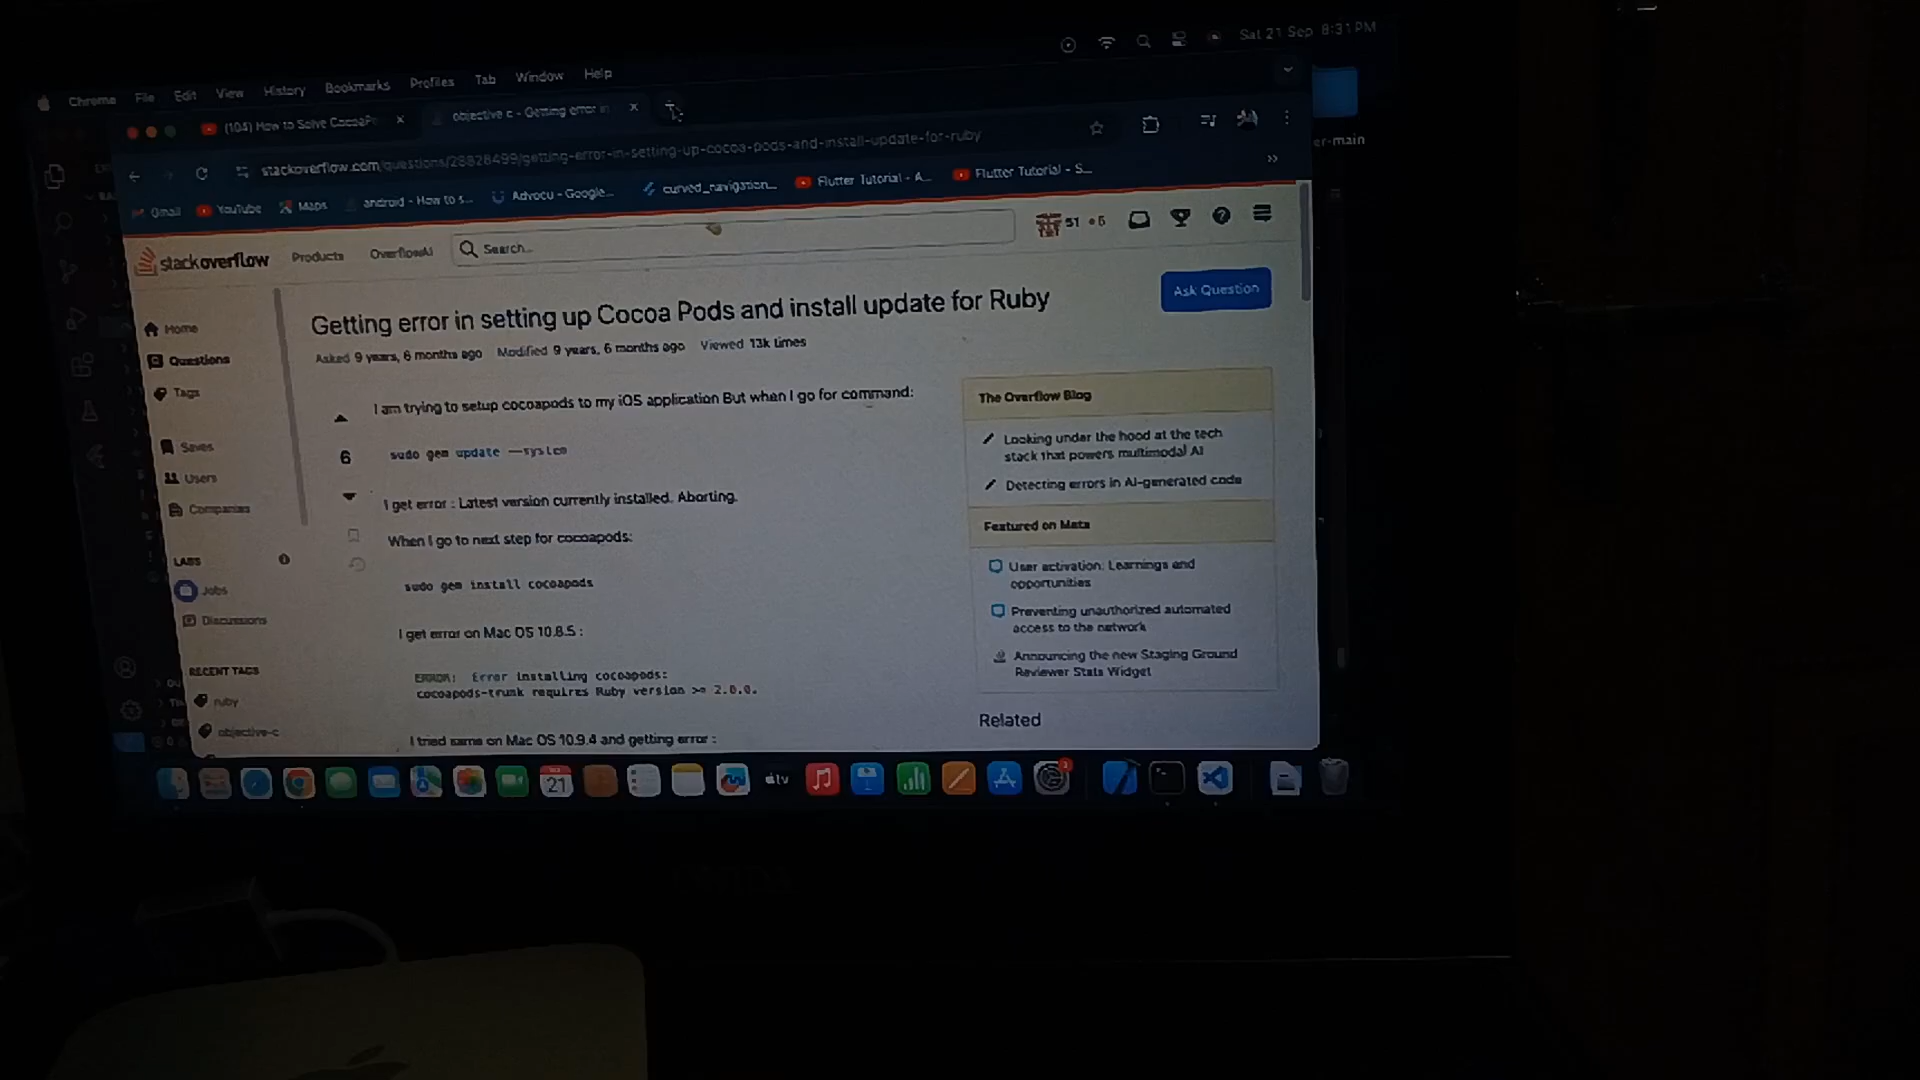 Sat 21 Sep 8:31 PM
Chrome File Edit View History Bookmarks Profiles Tab Window Help
(104) How to Solve CocoaP
objective c - Getting error in
stackoverflow.com/questions/28828499/getting-error-in-setting-up-cocoa-pods-and-install-update-for-ruby
Gmail YouTube Maps android - How to s... Advocu - Google... curved_navigation... Flutter Tutorial - A... Flutter Tutorial - S...
er-main
stackoverflow Products OverflowAI Search... 51 5
Home
Questions
Tags
Saves
Users
Companies
LABS
Jobs
Discussions
RECENT TAGS
ruby
objective-c
Getting error in setting up Cocoa Pods and install update for Ruby
Ask Question
Asked 9 years, 6 months ago Modified 9 years, 6 months ago Viewed 13k times
I am trying to setup cocoapods to my iOS application But when I go for command:
6
sudo gem update --system
I get error : Latest version currently installed. Aborting.
When I go to next step for cocoapods:
sudo gem install cocoapods
I get error on Mac OS 10.8.5 :
ERROR: Error installing cocoapods:
cocoapods-trunk requires Ruby version >= 2.0.0.
I tried same on Mac OS 10.9.4 and getting error :
The Overflow Blog
Looking under the hood at the tech
stack that powers multimodal AI
Detecting errors in AI-generated code
Featured on Meta
User activation: Learnings and
opportunities
Preventing unauthorized automated
access to the network
Announcing the new Staging Ground
Reviewer Stats Widget
Related
21
tv